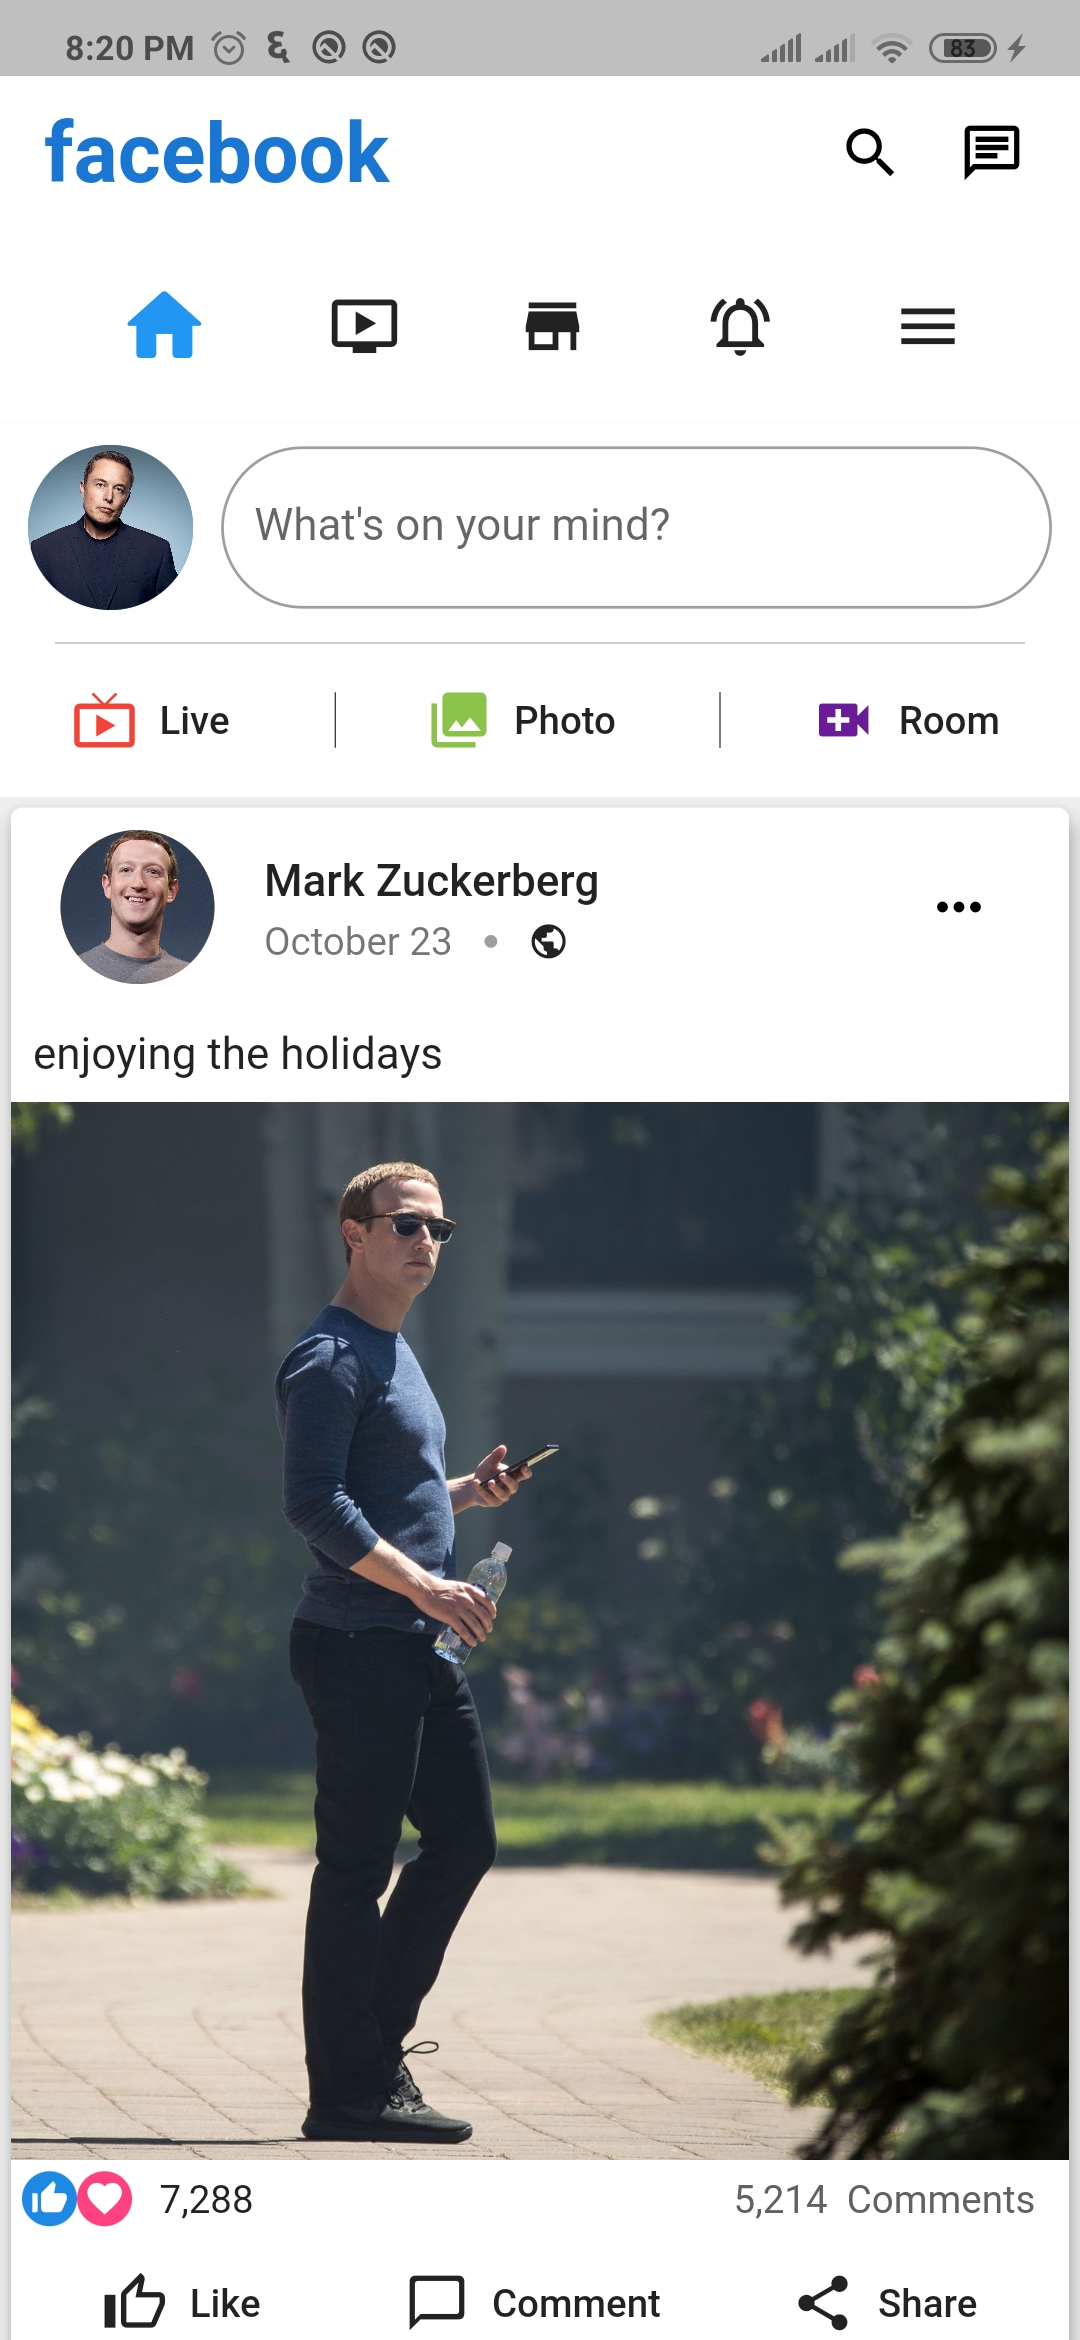 8:20 PM 83
facebook
What's on your mind?
Live Photo Room
Mark Zuckerberg
October 23
enjoying the holidays
7,288 5,214 Comments
Like Comment Share